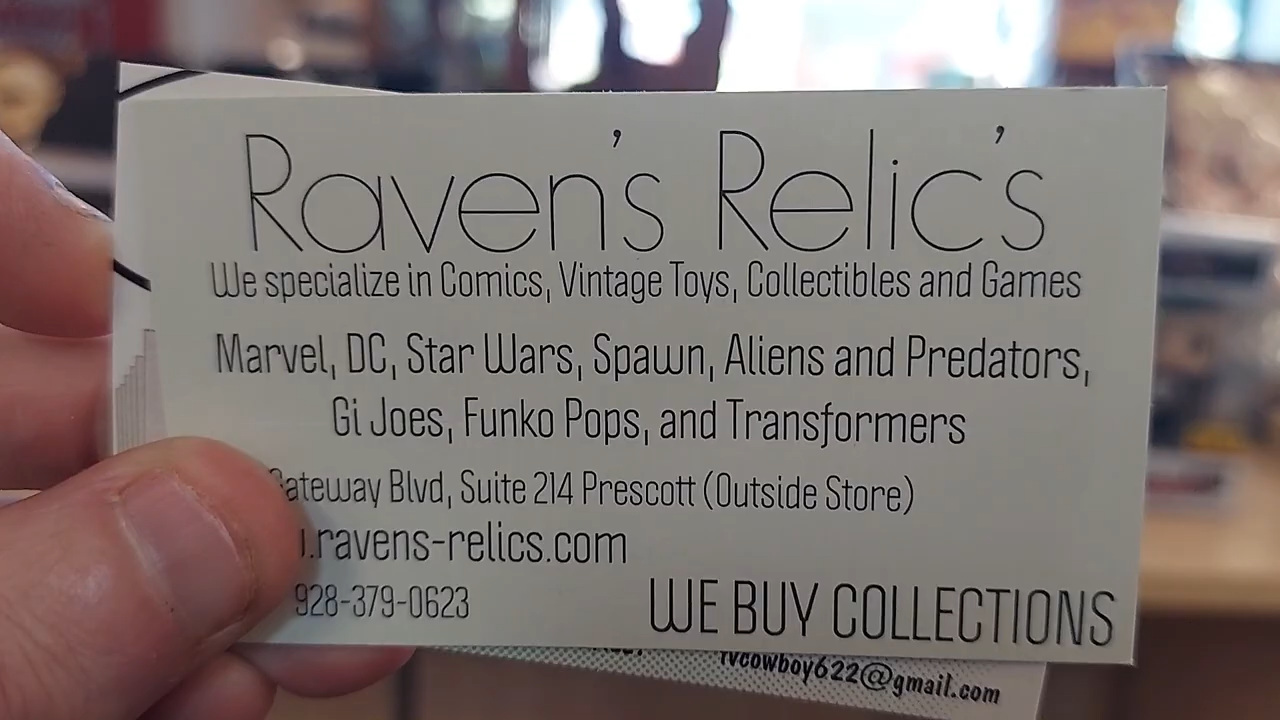 Raven's Relic's
We specialize in Comics, Vintage Toys, Collectibles and Games
Marvel, DC, Star Wars, Spawn, Aliens and Predators,
Gi Joes, Funko Pops, and Transformers
Gateway Blvd, Suite 214 Prescott (Outside Store)
.ravens-relics.com
928-379-0623
WE BUY COLLECTIONS
tvcowboy622@gmail.com